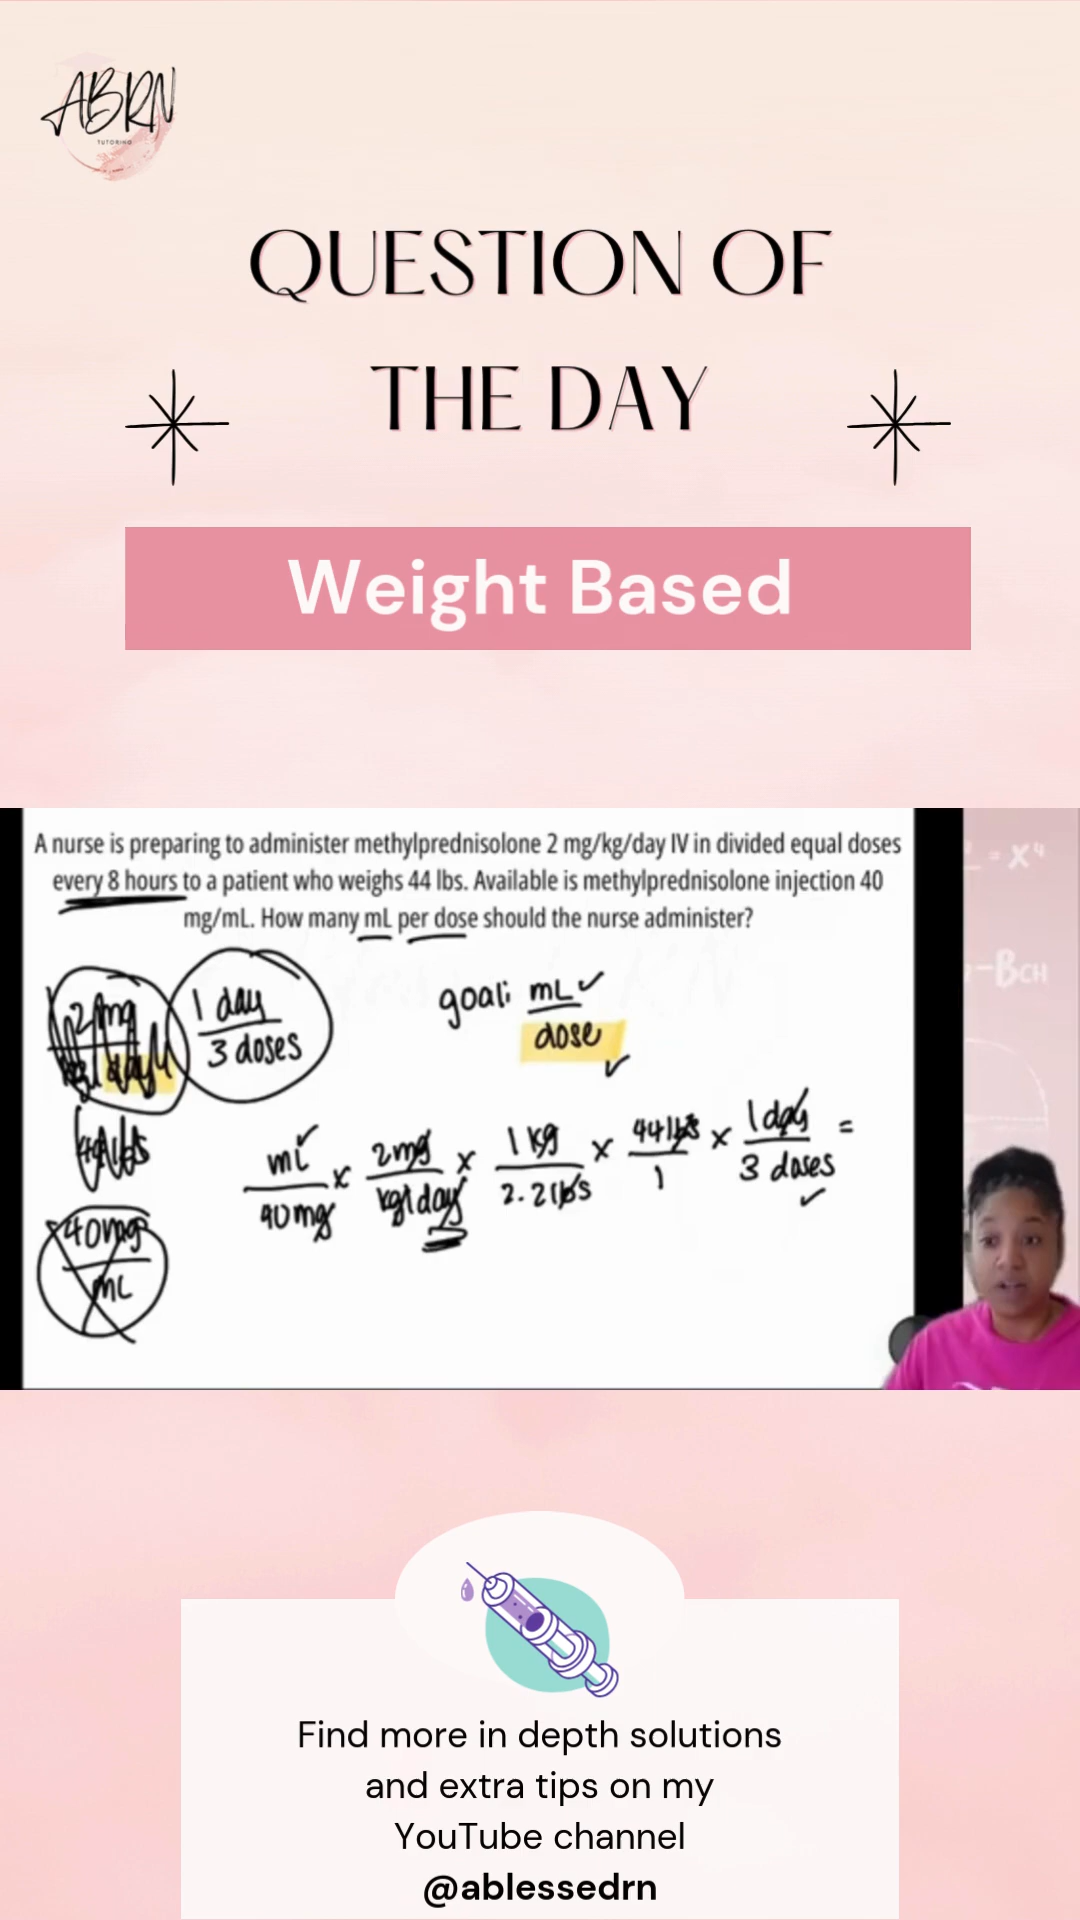 ABRN
TUTORING
QUESTION OF
THE DAY
Weight Based
A nurse is preparing to administer methylprednisolone 2 mg/kg/day IV in divided equal doses
every 8 hours to a patient who weighs 44 lbs. Available is methylprednisolone injection 40
mg/mL. How many mL per dose should the nurse administer?
= X⁴
-BCH
2mg
kg/day
1 day
3 doses
goal: mL
dose
44lbs
40mg
mL
mL x 2mg x 1kg x 44lbs x 1day =
40mg kg/day 2.2lbs 1 3 doses
Find more in depth solutions
and extra tips on my
YouTube channel
@ablessedrn